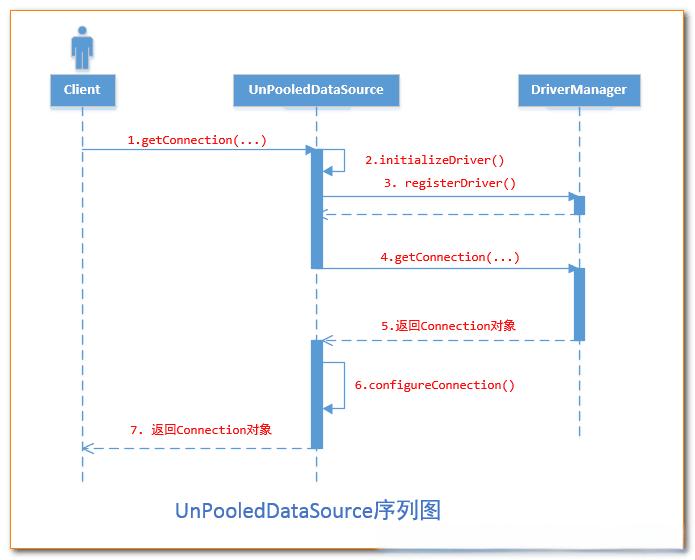 Client
UnPooledDataSource
DriverManager
1.getConnection(...)
2.initializeDriver()
3. registerDriver()
4.getConnection(...)
5.返回Connection对象
6.configureConnection()
7. 返回Connection对象
UnPooledDataSource序列图